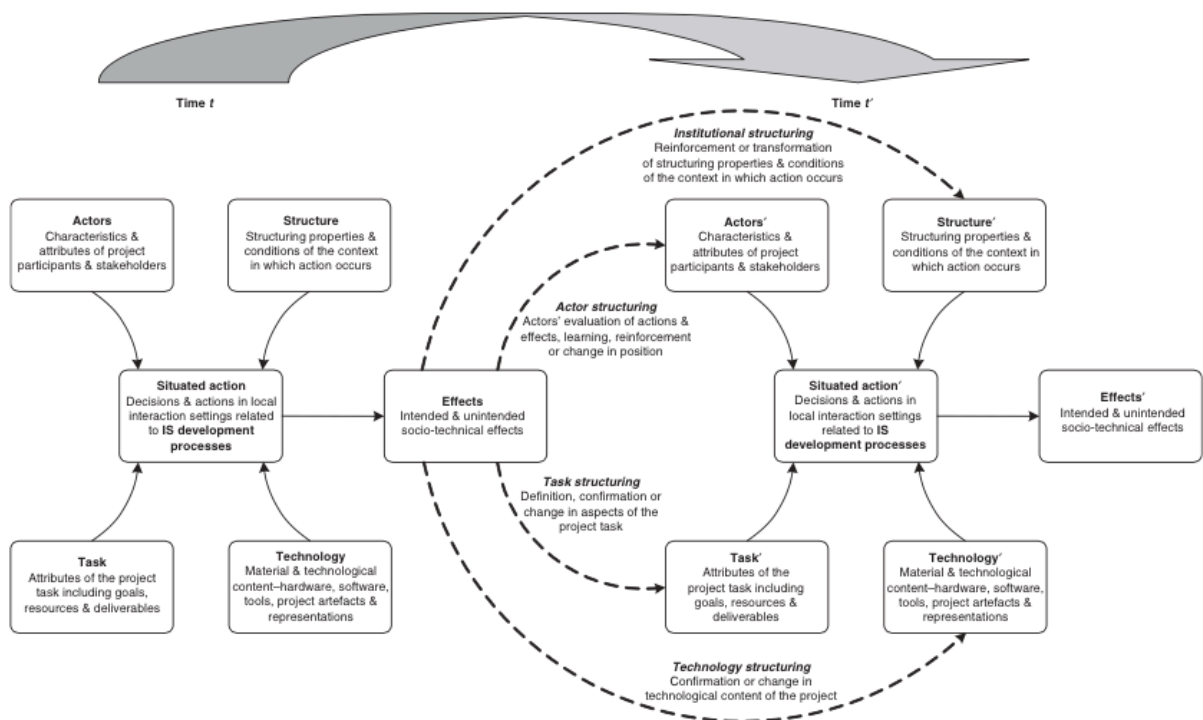 Time t
Time t′
Institutional structuring
Reinforcement or transformation
of structuring properties & conditions
of the context in which action occurs
Actors
Characteristics &
attributes of project
participants & stakeholders
Structure
Structuring properties &
conditions of the context
in which action occurs
Actors′
Characteristics &
attributes of project
participants & stakeholders
Structure′
Structuring properties &
conditions of the context in
which action occurs
Actor structuring
Actors' evaluation of actions &
effects, learning, reinforcement
or change in position
Situated action
Decisions & actions in local
interaction settings related
to IS development
processes
Effects
Intended & unintended
socio-technical effects
Situated action′
Decisions & actions in
local interaction settings
related to IS
development processes
Effects′
Intended & unintended
socio-technical effects
Task structuring
Definition, confirmation or
change in aspects of the
project task
Task
Attributes of the project
task including goals,
resources & deliverables
Technology
Material & technological
content–hardware, software,
tools, project artefacts &
representations
Task′
Attributes of the
project task including
goals, resources &
deliverables
Technology′
Material & technological
content–hardware, software,
tools, project artefacts &
representations
Technology structuring
Confirmation or change in
technological content of the project